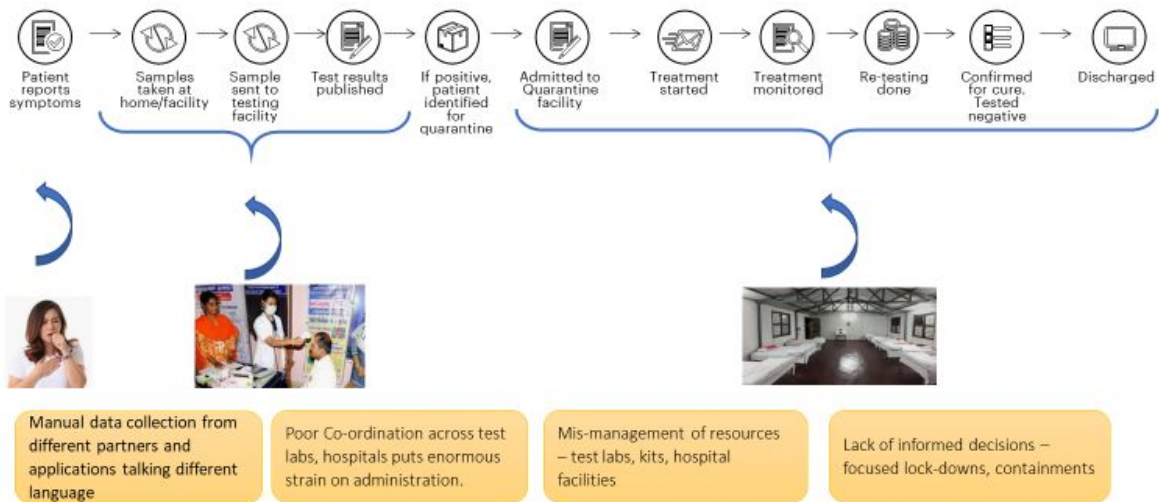 Patient
reports
symptoms
Samples
taken at
home/facility
Sample
sent to
testing
facility
Test results
published
If positive,
patient
identified
for
quarantine
Admitted to
Quarantine
facility
Treatment
started
Treatment
monitored
Re-testing
done
Confirmed
for cure.
Tested
negative
Discharged
Manual data collection from
different partners and
applications talking different
language
Poor Co-ordination across test
labs, hospitals puts enormous
strain on administration.
Mis-management of resources
– test labs, kits, hospital
facilities
Lack of informed decisions –
focused lock-downs, containments